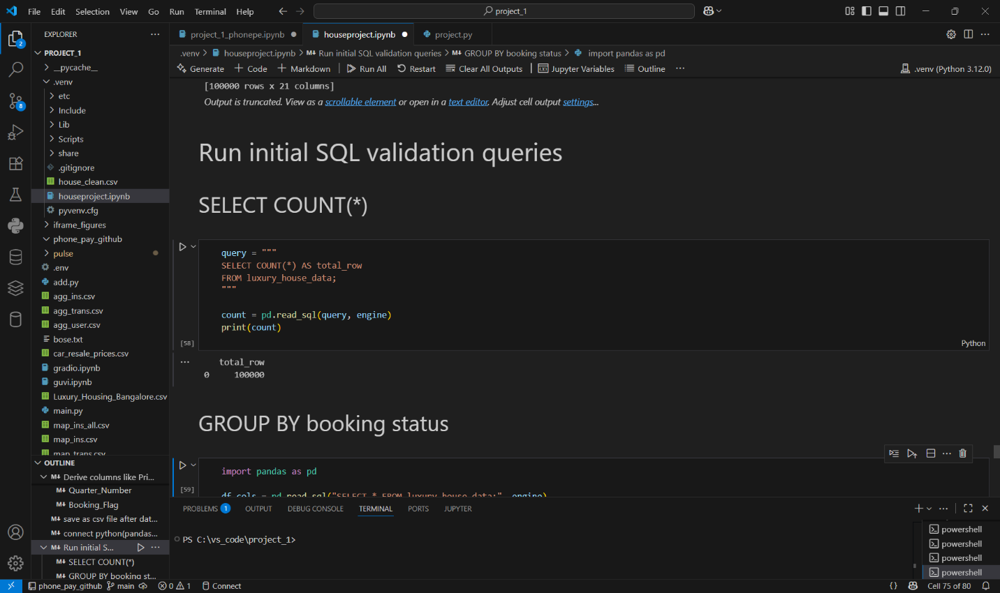 File Edit Selection View Go Run Terminal Help
project_1
EXPLORER
PROJECT_1
__pycache__
.venv
etc
Include
Lib
Scripts
share
.gitignore
house_clean.csv
houseproject.ipynb
pyvenv.cfg
iframe_figures
phone_pay_github
pulse
.env
add.py
agg_ins.csv
agg_trans.csv
agg_user.csv
bose.txt
car_resale_prices.csv
gradio.ipynb
guvi.ipynb
Luxury_Housing_Bangalore.csv
main.py
map_ins_all.csv
map_ins.csv
map_trans.csv
OUTLINE
M↓ Derive columns like Pri...
M↓ Quarter_Number
M↓ Booking_Flag
M↓ save as csv file after dat...
M↓ connect python(pandas...
M↓ Run initial S...
M↓ SELECT COUNT(*)
M↓ GROUP BY booking st...
2
8
project_1_phonepe.ipynb
houseproject.ipynb
project.py
.venv > houseproject.ipynb > M↓ Run initial SQL validation queries > M↓ GROUP BY booking status > import pandas as pd
Generate + Code + Markdown | Run All Restart Clear All Outputs | Jupyter Variables Outline ...
.venv (Python 3.12.0)
[100000 rows x 21 columns]
Output is truncated. View as a scrollable element or open in a text editor. Adjust cell output settings...
Run initial SQL validation queries
SELECT COUNT(*)
query = """
SELECT COUNT(*) AS total_row
FROM luxury_house_data;
"""
count = pd.read_sql(query, engine)
print(count)
[58]
Python
total_row
0 100000
GROUP BY booking status
import pandas as pd
[59]
df_cols = pd.read_sql("SELECT * FROM luxury_house_data;", engine)
PROBLEMS 1 OUTPUT DEBUG CONSOLE TERMINAL PORTS JUPYTER
PS C:\vs_code\project_1>
powershell
powershell
powershell
powershell
phone_pay_github main 0 1 Connect
{} Cell 75 of 80